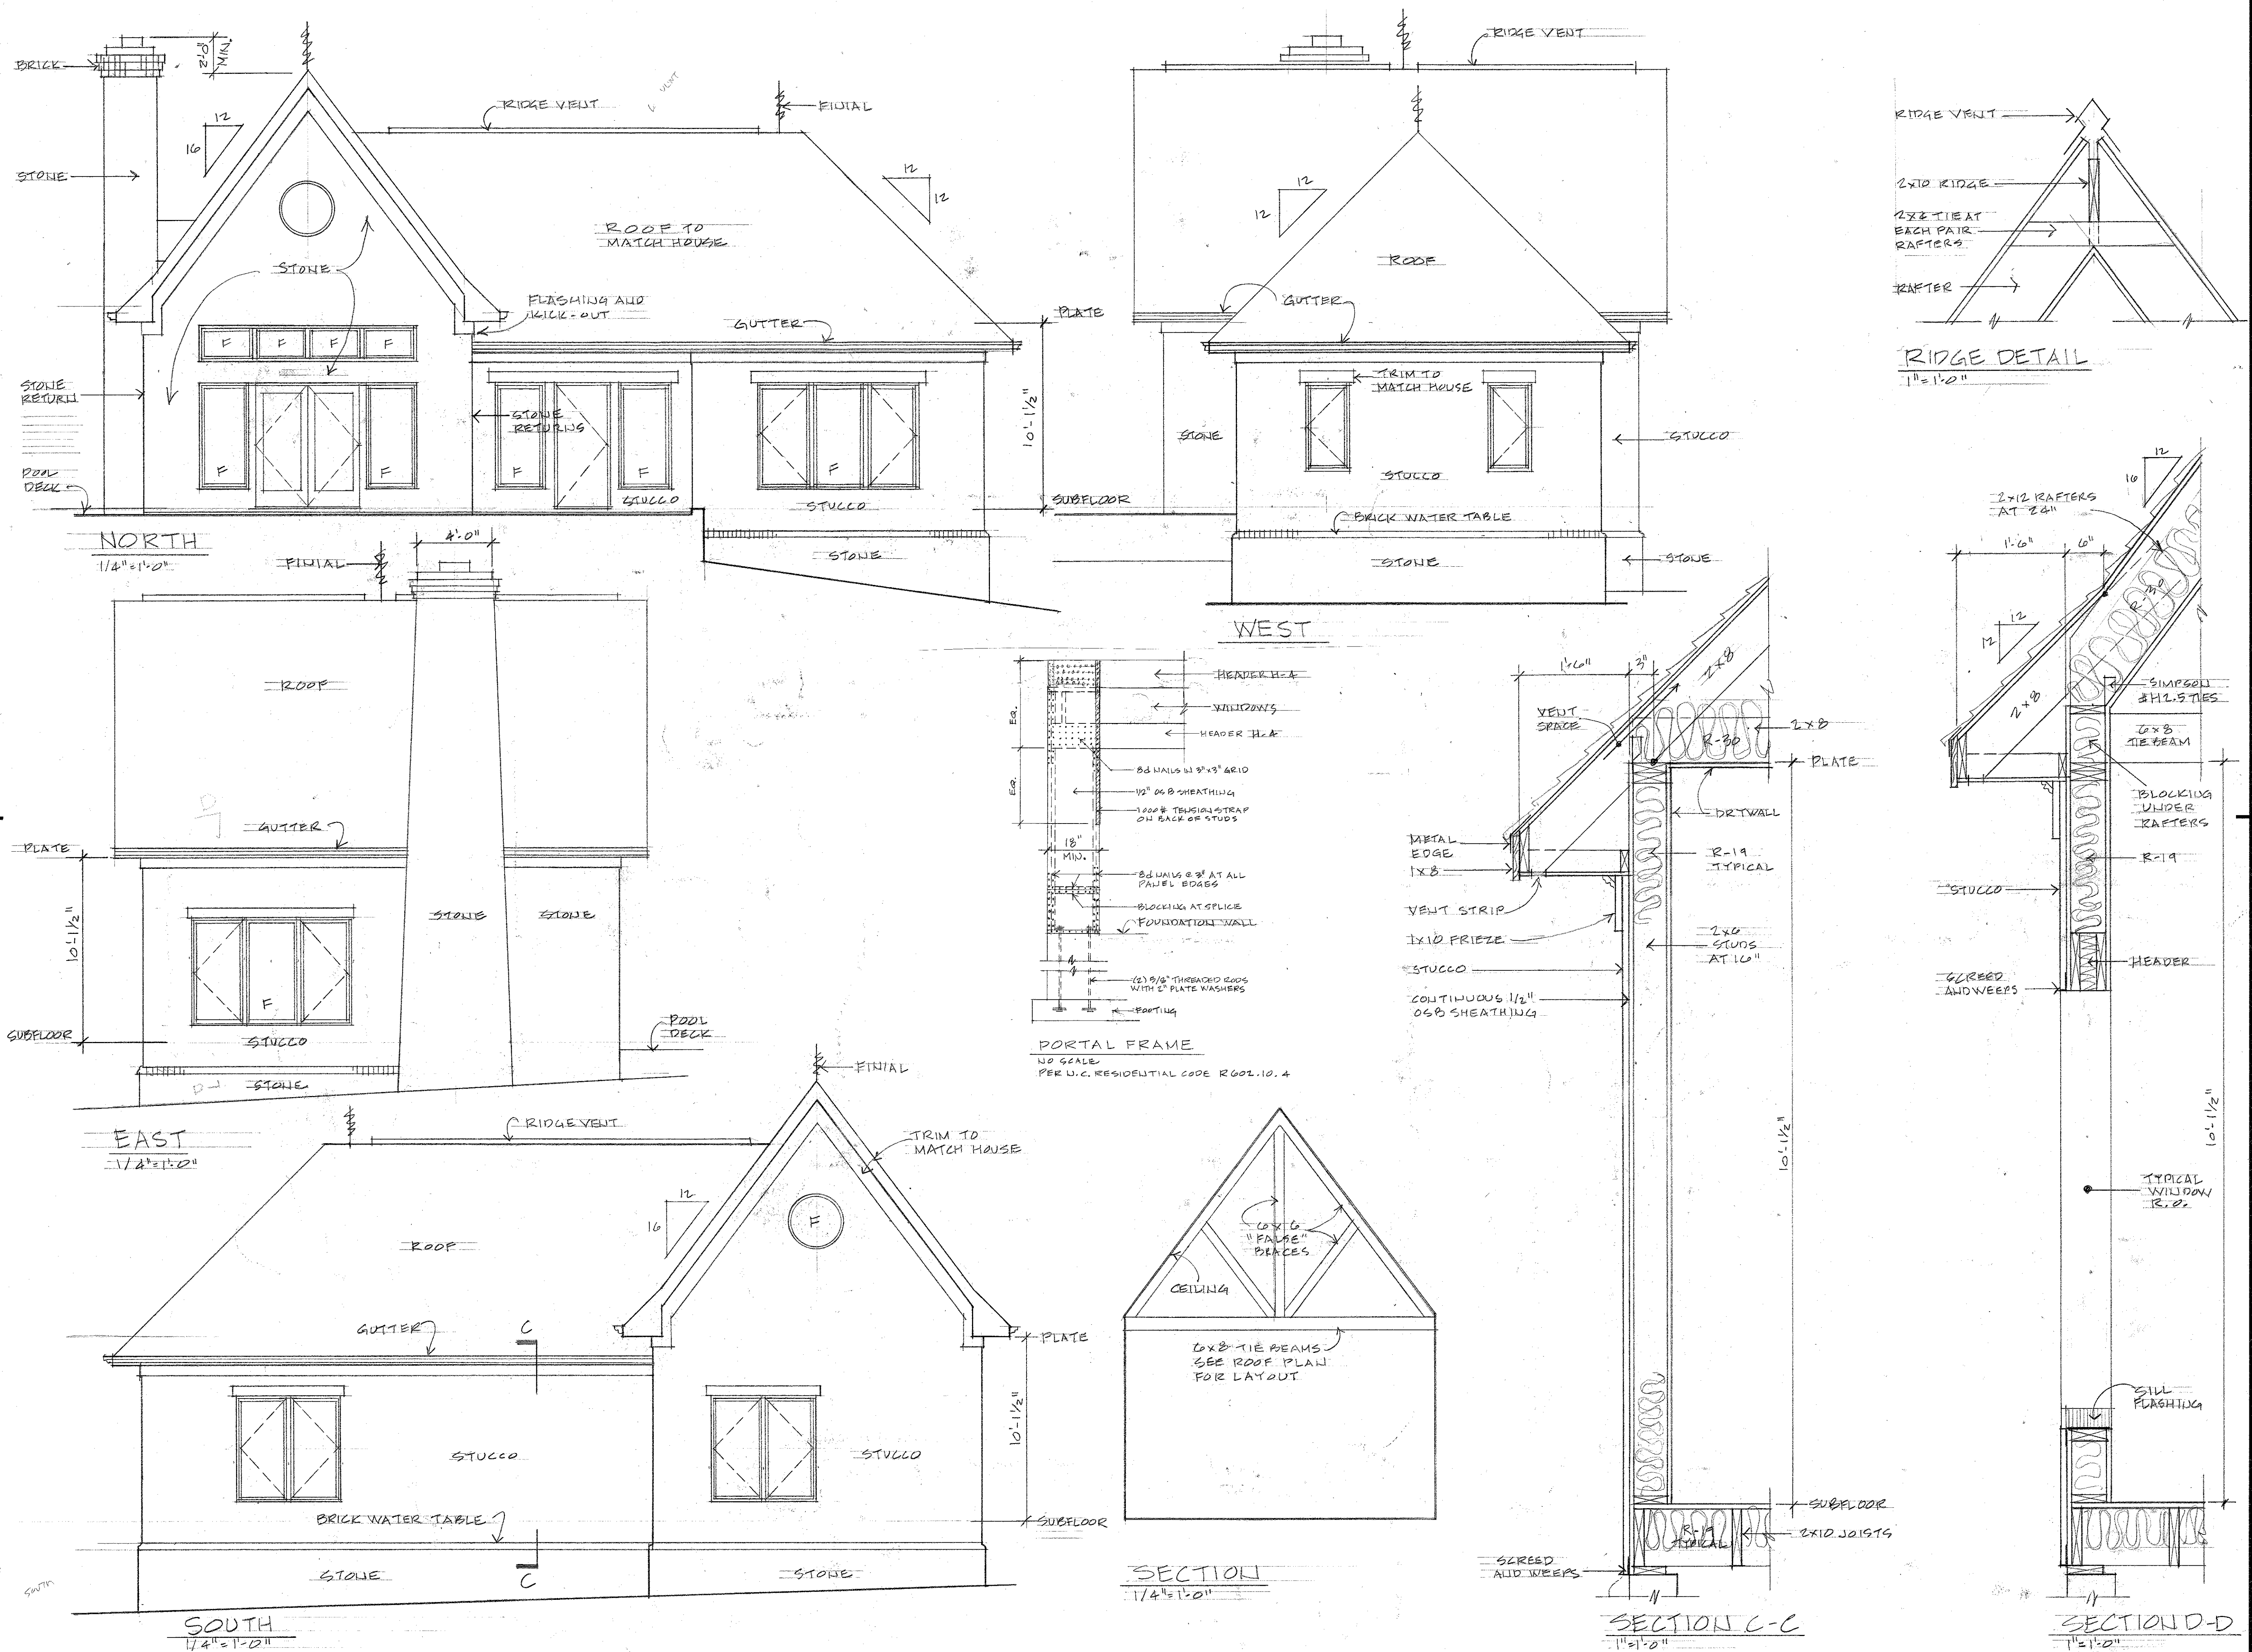 BRICK
2'-0"
MIN.
12
16
STONE
RIDGE VENT
FINIAL
12
12
ROOF TO
MATCH HOUSE
STONE
FLASHING AND
KICK-OUT
GUTTER
PLATE
F
F
F
F
STONE
RETURN
STONE
RETURNS
10'-1 1/2"
F
F
F
F
F
POOL
DECK
STUCCO
STUCCO
SUBFLOOR
STONE
NORTH
1/4"=1'-0"
RIDGE VENT
12
12
ROOF
GUTTER
TRIM TO
MATCH HOUSE
STONE
STUCCO
STUCCO
BRICK WATER TABLE
STONE
STONE
WEST
RIDGE VENT
2x10 RIDGE
2x6 TIE AT
EACH PAIR
RAFTERS
RAFTER
RIDGE DETAIL
1"=1'-0"
FINIAL
4'-0"
ROOF
GUTTER
PLATE
10'-1 1/2"
STONE
STONE
F
SUBFLOOR
STUCCO
POOL
DECK
STONE
EAST
1/4"=1'-0"
HEADER H-4
WINDOWS
HEADER H-4
EQ.
EQ.
8d NAILS IN 3"x3" GRID
1/2" OSB SHEATHING
1000# TENSION STRAP
ON BACK OF STUDS
18"
MIN.
8d NAILS @ 3" AT ALL
PANEL EDGES
BLOCKING AT SPLICE
FOUNDATION WALL
(2) 5/8" THREADED RODS
WITH 2" PLATE WASHERS
FOOTING
PORTAL FRAME
NO SCALE
PER N.C. RESIDENTIAL CODE R602.10.4
FINIAL
RIDGE VENT
TRIM TO
MATCH HOUSE
12
16
F
ROOF
GUTTER
C
PLATE
10'-1 1/2"
STUCCO
STUCCO
BRICK WATER TABLE
SUBFLOOR
STONE
C
STONE
SOUTH
SOUTH
1/4"=1'-0"
6x6
"FALSE"
BRACES
CEILING
6x8 TIE BEAMS
SEE ROOF PLAN
FOR LAYOUT
SECTION
1/4"=1'-0"
1'-6"
3"
2x8
VENT
SPACE
R-30
2x8
PLATE
DRYWALL
METAL
EDGE
1x8
R-19
TYPICAL
VENT STRIP
1x10 FRIEZE
2x6
STUDS
AT 16"
STUCCO
CONTINUOUS 1/2"
OSB SHEATHING
10'-1 1/2"
SUBFLOOR
R-19
TYPICAL
2x10 JOISTS
SCREED
AND WEEPS
SECTION C-C
1"=1'-0"
12
16
2x12 RAFTERS
AT 24"
1'-6"
6"
R-30
12
12
2x8
SIMPSON
#H2.5 TIES
6x8
TIE BEAM
BLOCKING
UNDER
RAFTERS
R-19
STUCCO
HEADER
SCREED
AND WEEPS
10'-1 1/2"
TYPICAL
WINDOW
R.O.
SILL
FLASHING
SECTION D-D
1"=1'-0"